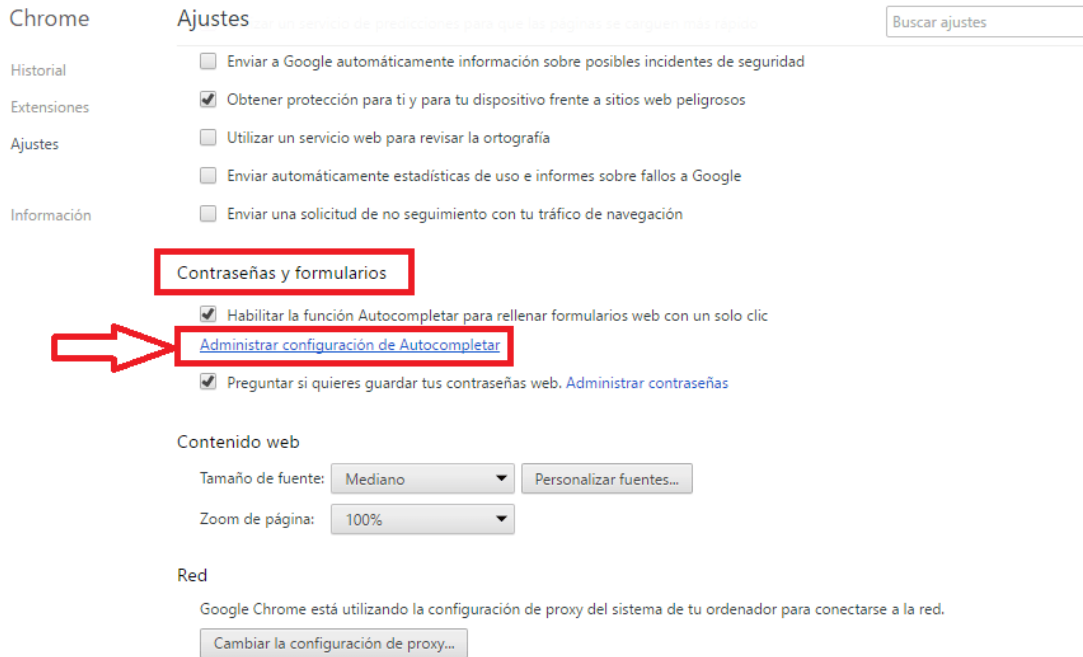 Chrome
Ajustes
Buscar ajustes
Historial
Extensiones
Ajustes
Información
Enviar a Google automáticamente información sobre posibles incidentes de seguridad
Obtener protección para ti y para tu dispositivo frente a sitios web peligrosos
Utilizar un servicio web para revisar la ortografía
Enviar automáticamente estadísticas de uso e informes sobre fallos a Google
Enviar una solicitud de no seguimiento con tu tráfico de navegación
Contraseñas y formularios
Habilitar la función Autocompletar para rellenar formularios web con un solo clic
Administrar configuración de Autocompletar
Preguntar si quieres guardar tus contraseñas web. Administrar contraseñas
Contenido web
Tamaño de fuente: Mediano Personalizar fuentes...
Zoom de página: 100%
Red
Google Chrome está utilizando la configuración de proxy del sistema de tu ordenador para conectarse a la red.
Cambiar la configuración de proxy...